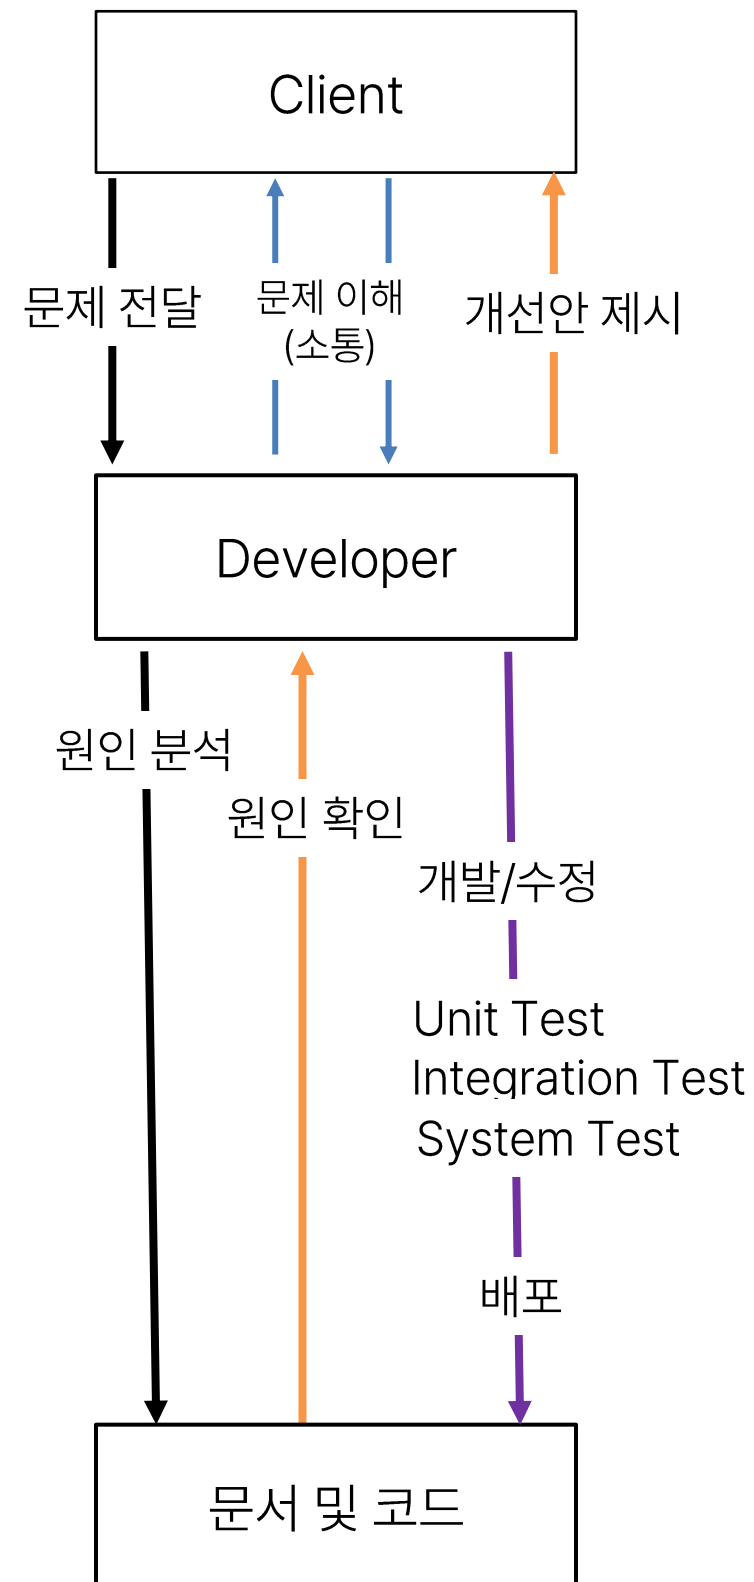 Client
문제 전달
문제 이해
(소통)
개선안 제시
Developer
원인 분석
원인 확인
개발/수정
Unit Test
Integration Test
System Test
배포
문서 및 코드